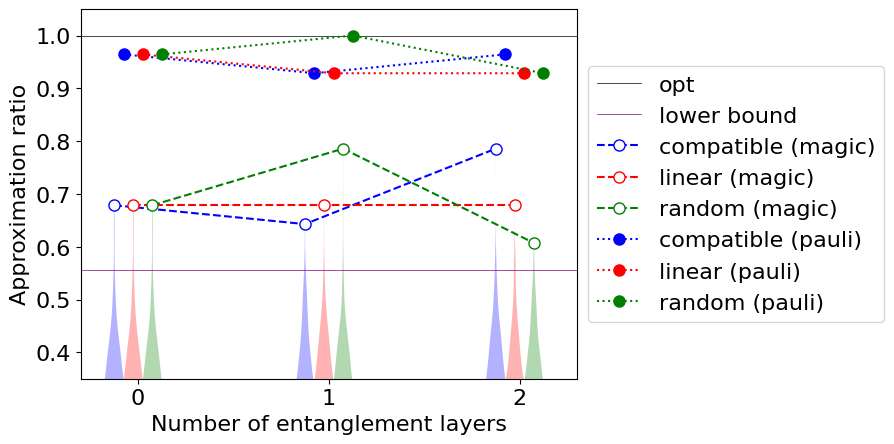 1.0
0.9
0.8
0.7
0.6
0.5
0.4
Approximation ratio
0 1 2
Number of entanglement layers
opt
lower bound
compatible (magic)
linear (magic)
random (magic)
compatible (pauli)
linear (pauli)
random (pauli)